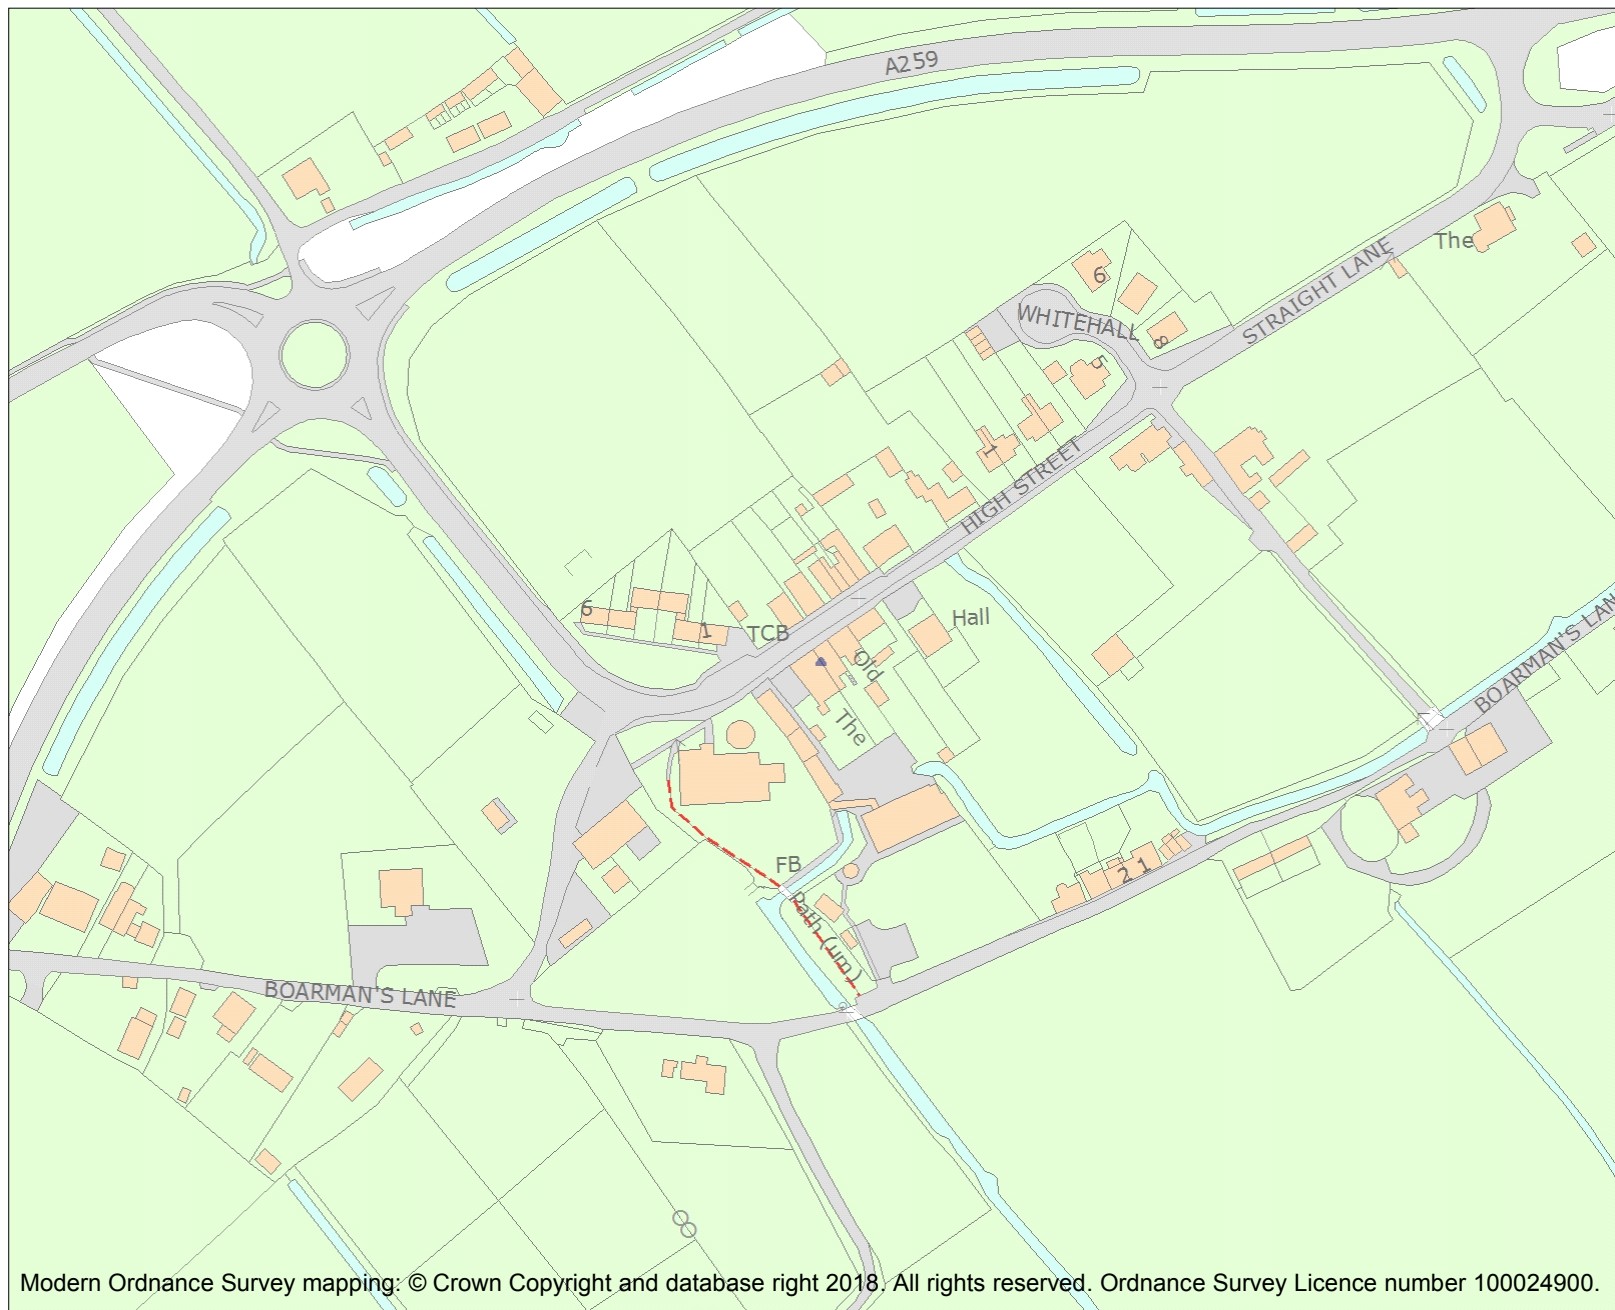 A259
The
STRAIGHT LANE
6
WHITEHALL
8
5
1
HIGH STREET
6
1
TCB
Hall
Old
The
BOARMAN'S LAN
FB
2 1
Path (um)
BOARMAN'S LANE
Modern Ordnance Survey mapping: © Crown Copyright and database right 2018. All rights reserved. Ordnance Survey Licence number 100024900.